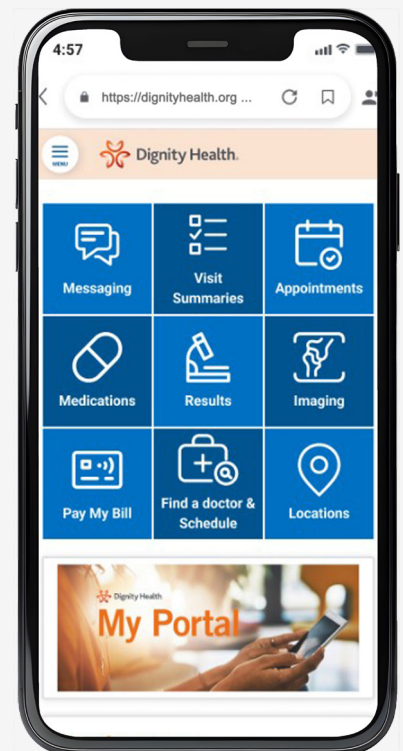 4:57
https://dignityhealth.org ...
MENU
Dignity Health.
Messaging
Visit
Summaries
Appointments
Medications
Results
Imaging
Pay My Bill
Find a doctor &
Schedule
Locations
Dignity Health
My Portal